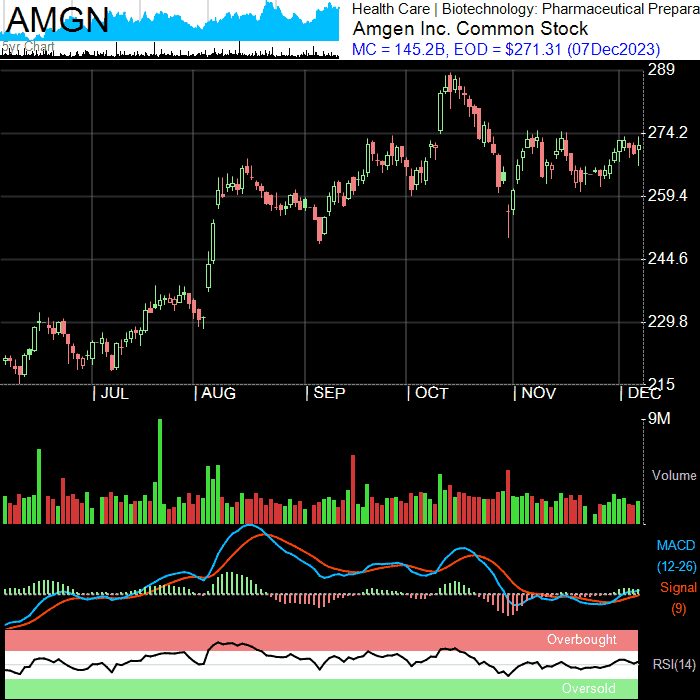 AMGN
5yr Chart
Health Care | Biotechnology: Pharmaceutical Prepara
Amgen Inc. Common Stock
MC = 145.2B, EOD = $271.31 (07Dec2023)
289
274.2
259.4
244.6
229.8
215
| JUL | AUG | SEP | OCT | NOV | DEC
9M
Volume
MACD
(12-26)
Signal
(9)
Overbought
RSI(14)
Oversold